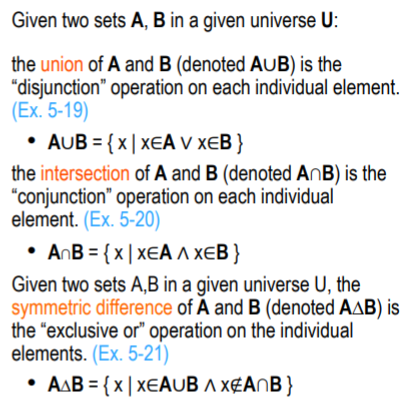 Given two sets A, B in a given universe U:
the union of A and B (denoted A∪B) is the
“disjunction” operation on each individual element.
(Ex. 5-19)
• A∪B = { x | x∈A ∨ x∈B }
the intersection of A and B (denoted A∩B) is the
“conjunction” operation on each individual
element. (Ex. 5-20)
• A∩B = { x | x∈A ∧ x∈B }
Given two sets A,B in a given universe U, the
symmetric difference of A and B (denoted A△B) is
the “exclusive or” operation on the individual
elements. (Ex. 5-21)
• A△B = { x | x∈A∪B ∧ x∉A∩B }